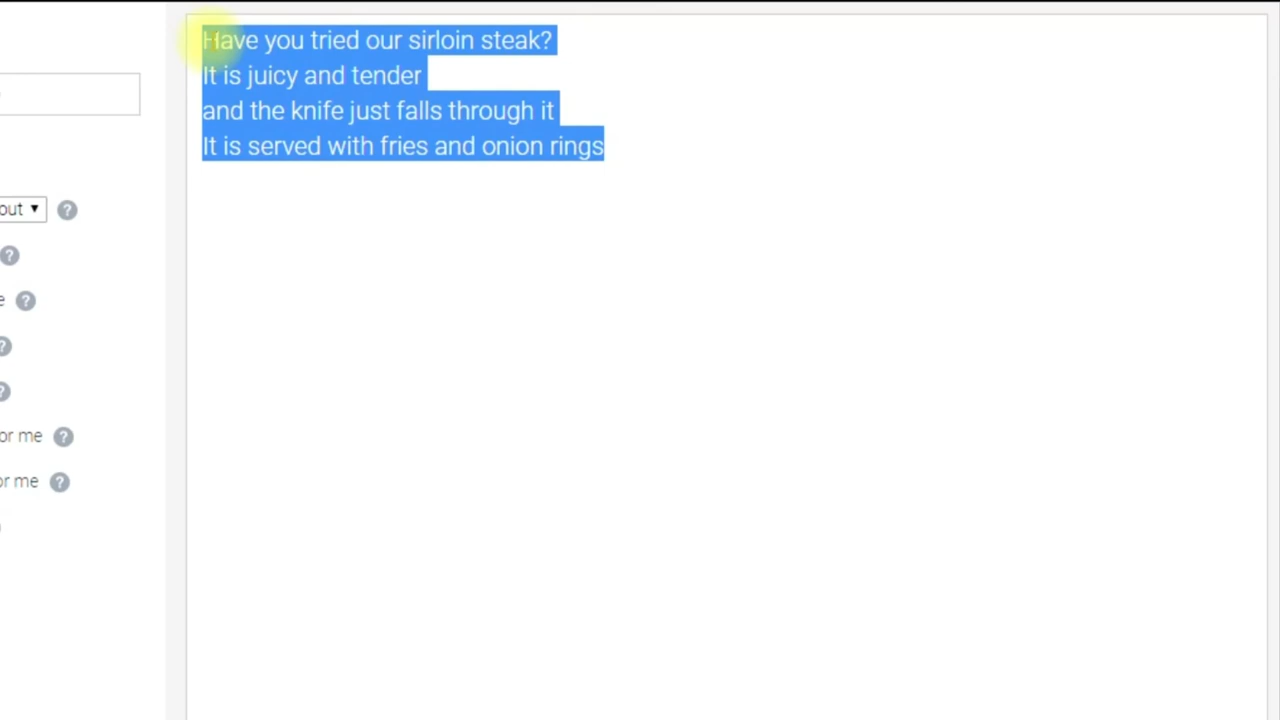 Have you tried our sirloin steak?
It is juicy and tender
and the knife just falls through it
It is served with fries and onion rings
out ▼ ?
?
e ?
?
?
or me ?
or me ?